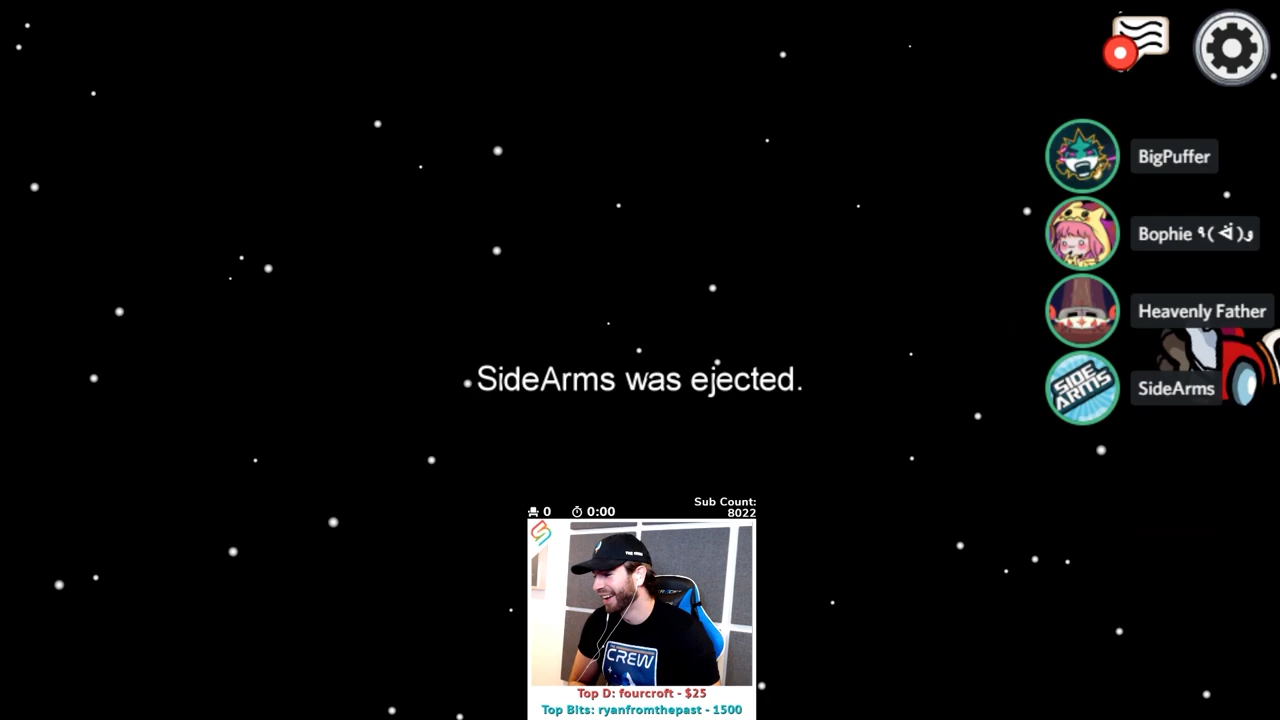 BigPuffer
Bophie ٩( ᐛ )و
Heavenly Father
SIDE
ARMS
SideArms
SideArms was ejected.
0 0:00 Sub Count:
8022
CREW
Top D: fourcroft - $25
Top Bits: ryanfromthepast - 1500